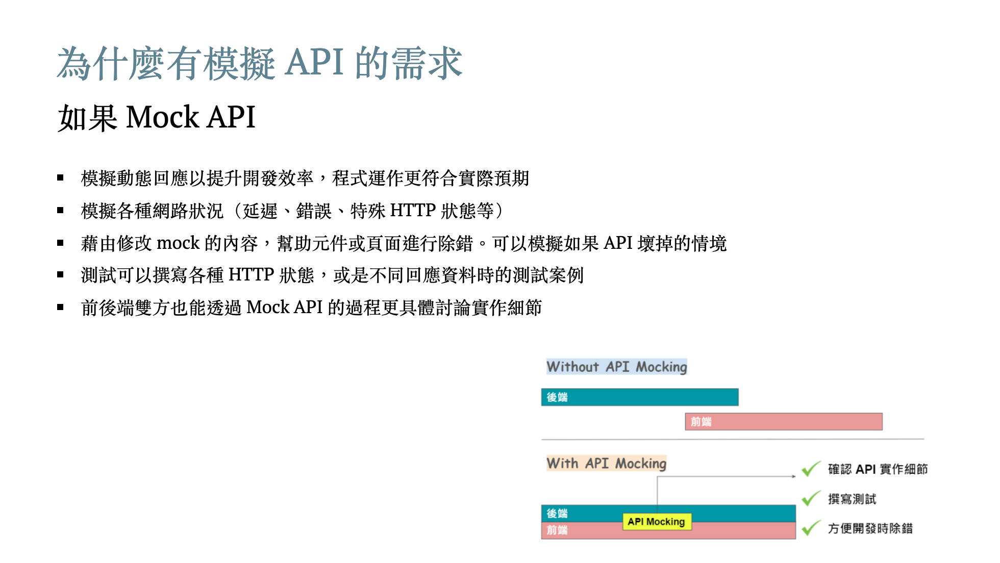 為什麼有模擬 API 的需求
如果 Mock API
▪ 模擬動態回應以提升開發效率，程式運作更符合實際預期
▪ 模擬各種網路狀況（延遲、錯誤、特殊 HTTP 狀態等）
▪ 藉由修改 mock 的內容，幫助元件或頁面進行除錯。可以模擬如果 API 壞掉的情境
▪ 測試可以撰寫各種 HTTP 狀態，或是不同回應資料時的測試案例
▪ 前後端雙方也能透過 Mock API 的過程更具體討論實作細節
Without API Mocking
後端
前端
With API Mocking
後端
前端
API Mocking
確認 API 實作細節
撰寫測試
方便開發時除錯